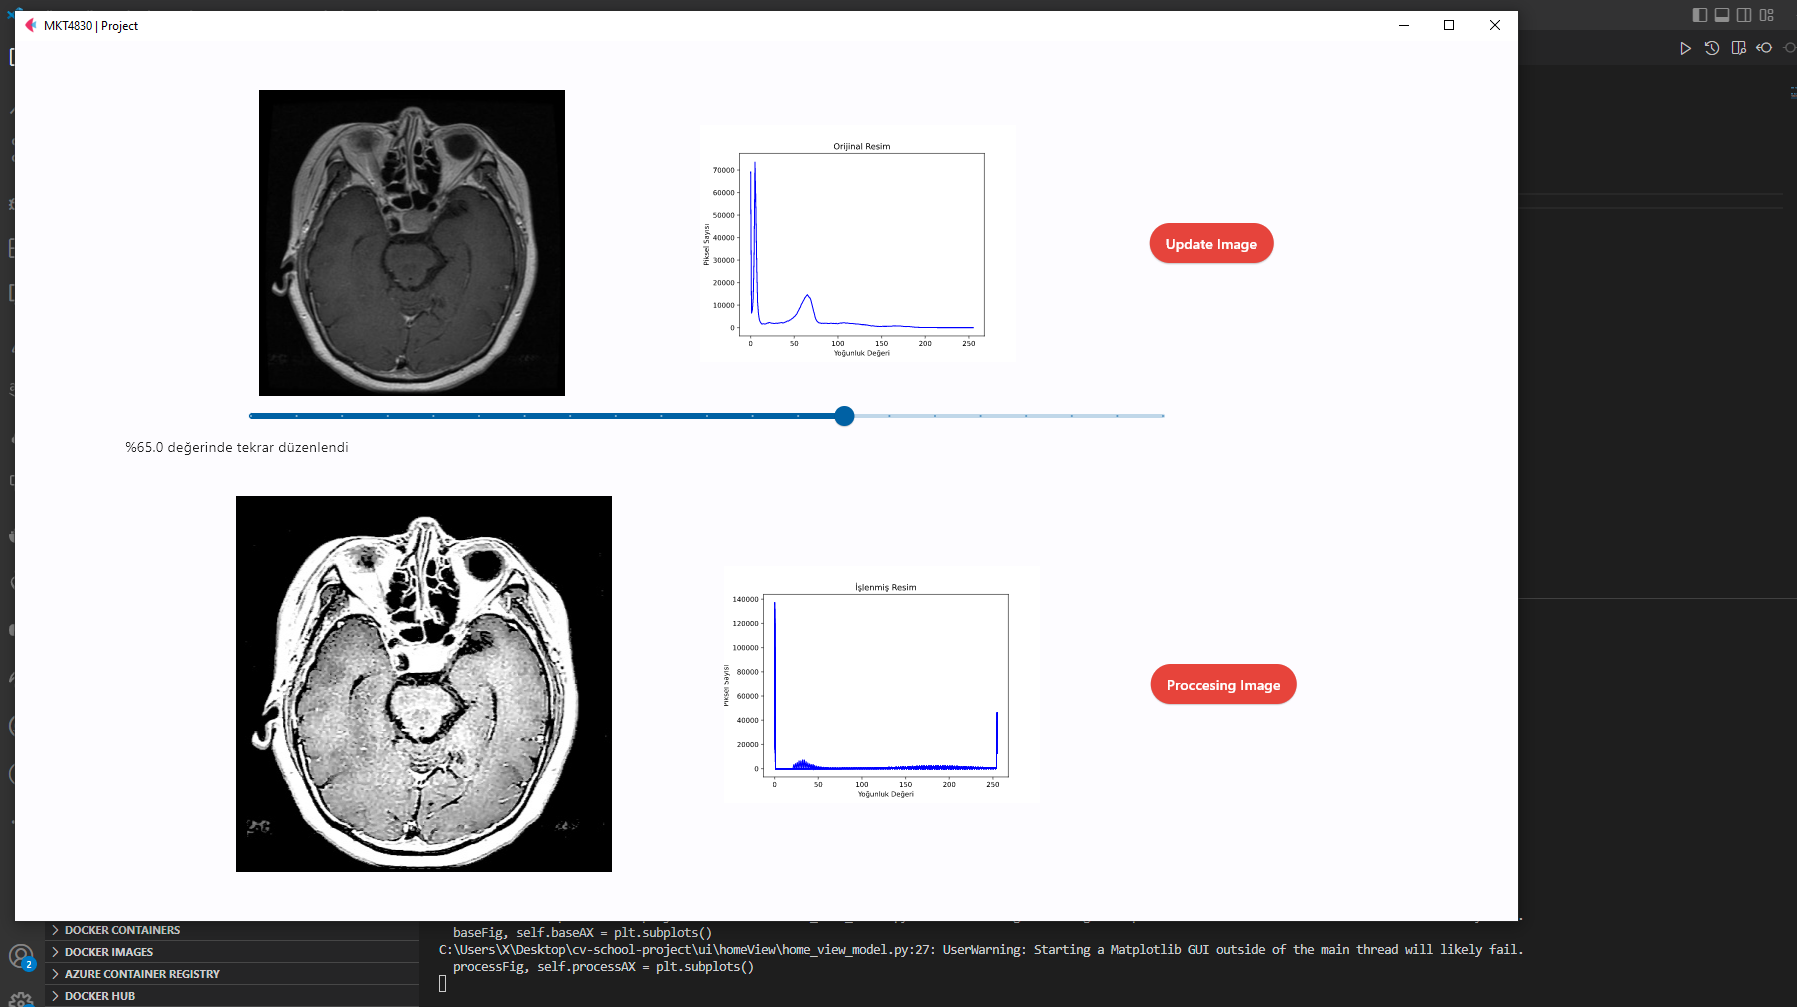 MKT4830 | Project
Orijinal Resim
70000
60000
50000
40000
30000
20000
10000
0
Piksel Sayısı
0 50 100 150 200 250
Yoğunluk Değeri
Update Image
%65.0 değerinde tekrar düzenlendi
İşlenmiş Resim
140000
120000
100000
80000
60000
40000
20000
0
Piksel Sayısı
0 50 100 150 200 250
Yoğunluk Değeri
Proccesing Image
DOCKER CONTAINERS
DOCKER IMAGES
AZURE CONTAINER REGISTRY
DOCKER HUB
2
baseFig, self.baseAX = plt.subplots()
C:\Users\X\Desktop\cv-school-project\ui\homeView\home_view_model.py:27: UserWarning: Starting a Matplotlib GUI outside of the main thread will likely fail.
processFig, self.processAX = plt.subplots()